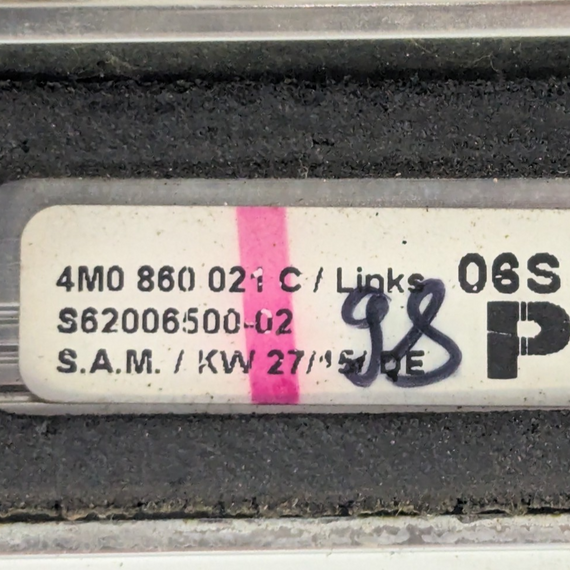 4M0 860 021 C / Links 06S
S62006500-02 98 P
S.A.M. / KW 27/15/ DE